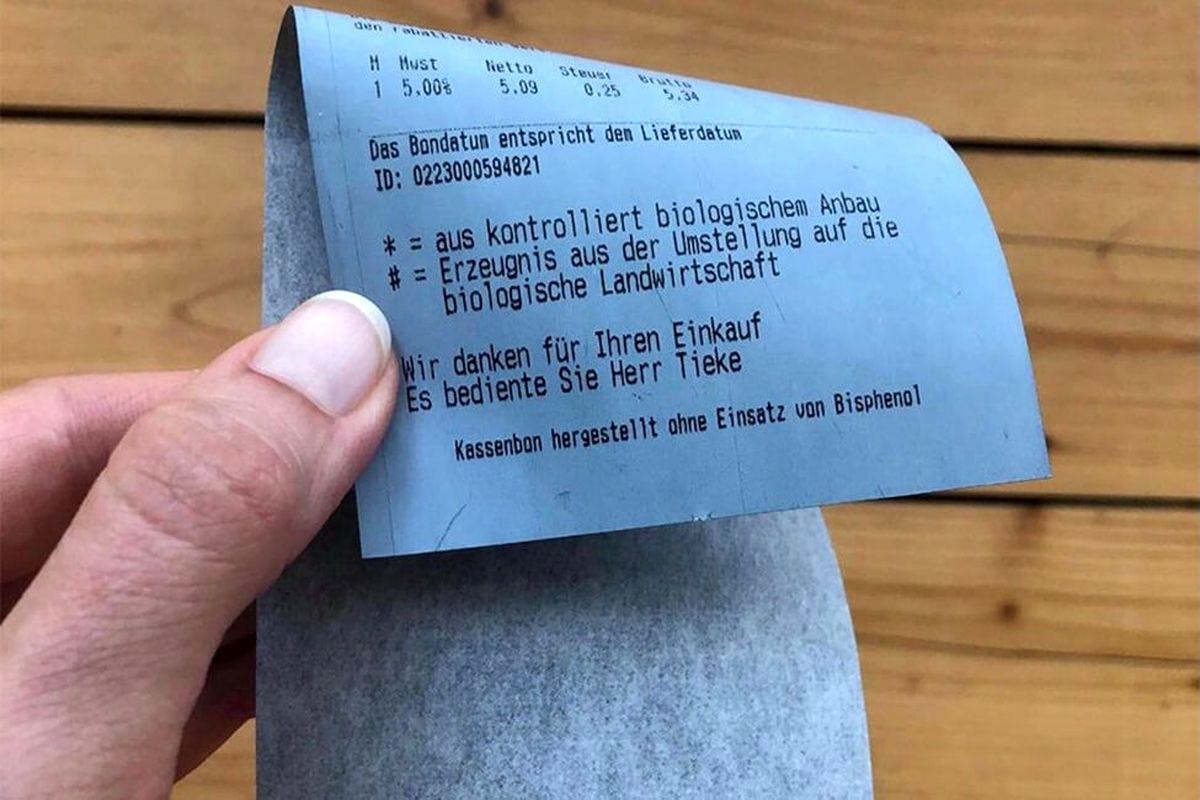 den rabattierten
M Mwst Netto Steuer Brutto
1 5.00% 5.09 0.25 5.34
Das Bondatum entspricht dem Lieferdatum
ID: 0223000594821
* = aus kontrolliert biologischem Anbau
# = Erzeugnis aus der Umstellung auf die
biologische Landwirtschaft
Wir danken für Ihren Einkauf
Es bediente Sie Herr Tieke
Kassenbon hergestellt ohne Einsatz von Bisphenol